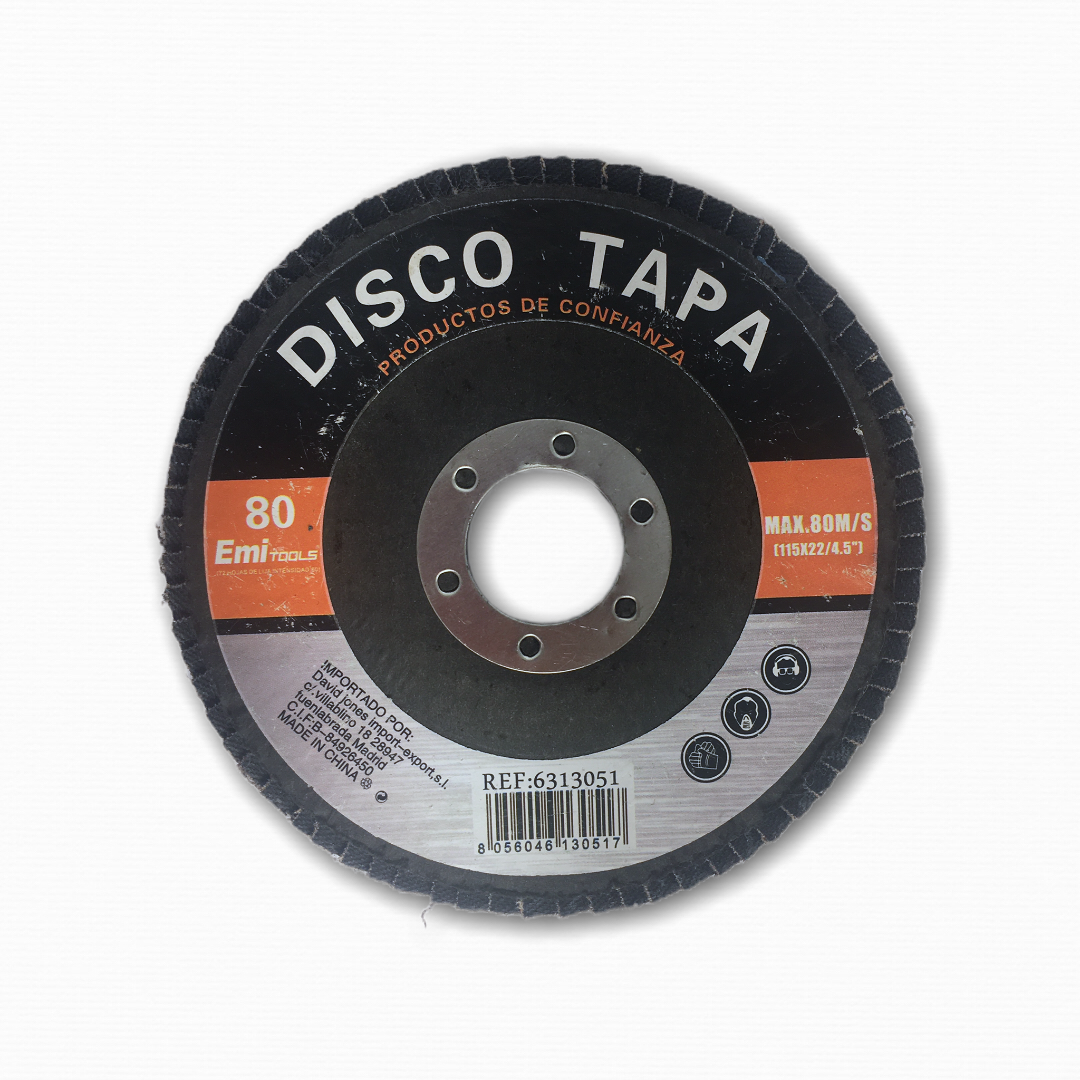 DISCO TAPA
PRODUCTOS DE CONFIANZA
80
Emi TOOLS
MAX.80M/S
(115X22/4.5")
IMPORTADO POR:
David jones import-export,s.l.
c/.villablino 18 28947
fuenlabrada Madrid
C.I.F:B-84926450
MADE IN CHINA
REF:6313051
8 056046 130517